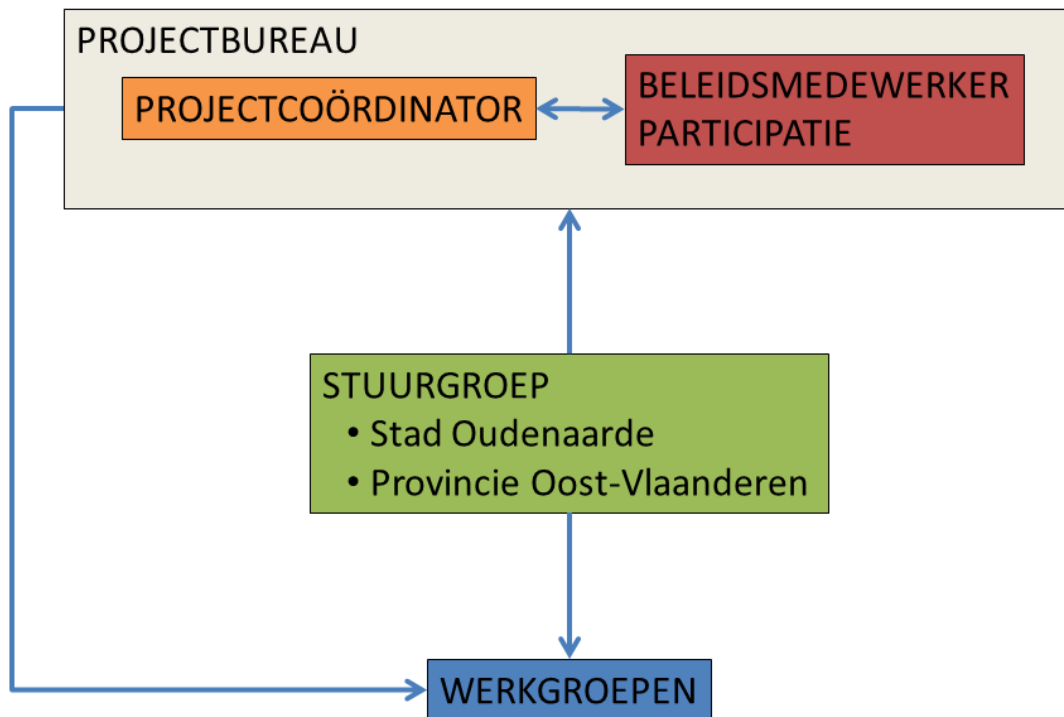 PROJECTBUREAU
PROJECTCOÖRDINATOR
BELEIDSMEDEWERKER
PARTICIPATIE
STUURGROEP
• Stad Oudenaarde
• Provincie Oost-Vlaanderen
WERKGROEPEN